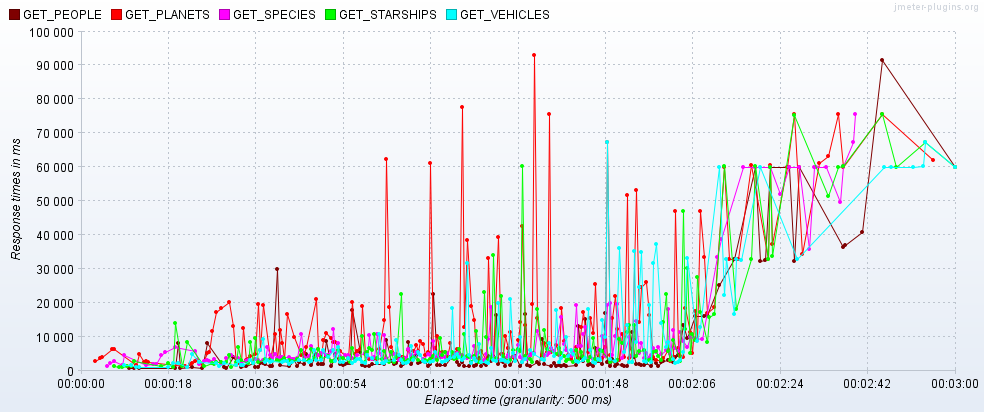 GET_PEOPLE GET_PLANETS GET_SPECIES GET_STARSHIPS GET_VEHICLES
jmeter-plugins.org
100 000
90 000
80 000
70 000
60 000
50 000
40 000
30 000
20 000
10 000
0
Response times in ms
00:00:00 00:00:18 00:00:36 00:00:54 00:01:12 00:01:30 00:01:48 00:02:06 00:02:24 00:02:42 00:03:00
Elapsed time (granularity: 500 ms)